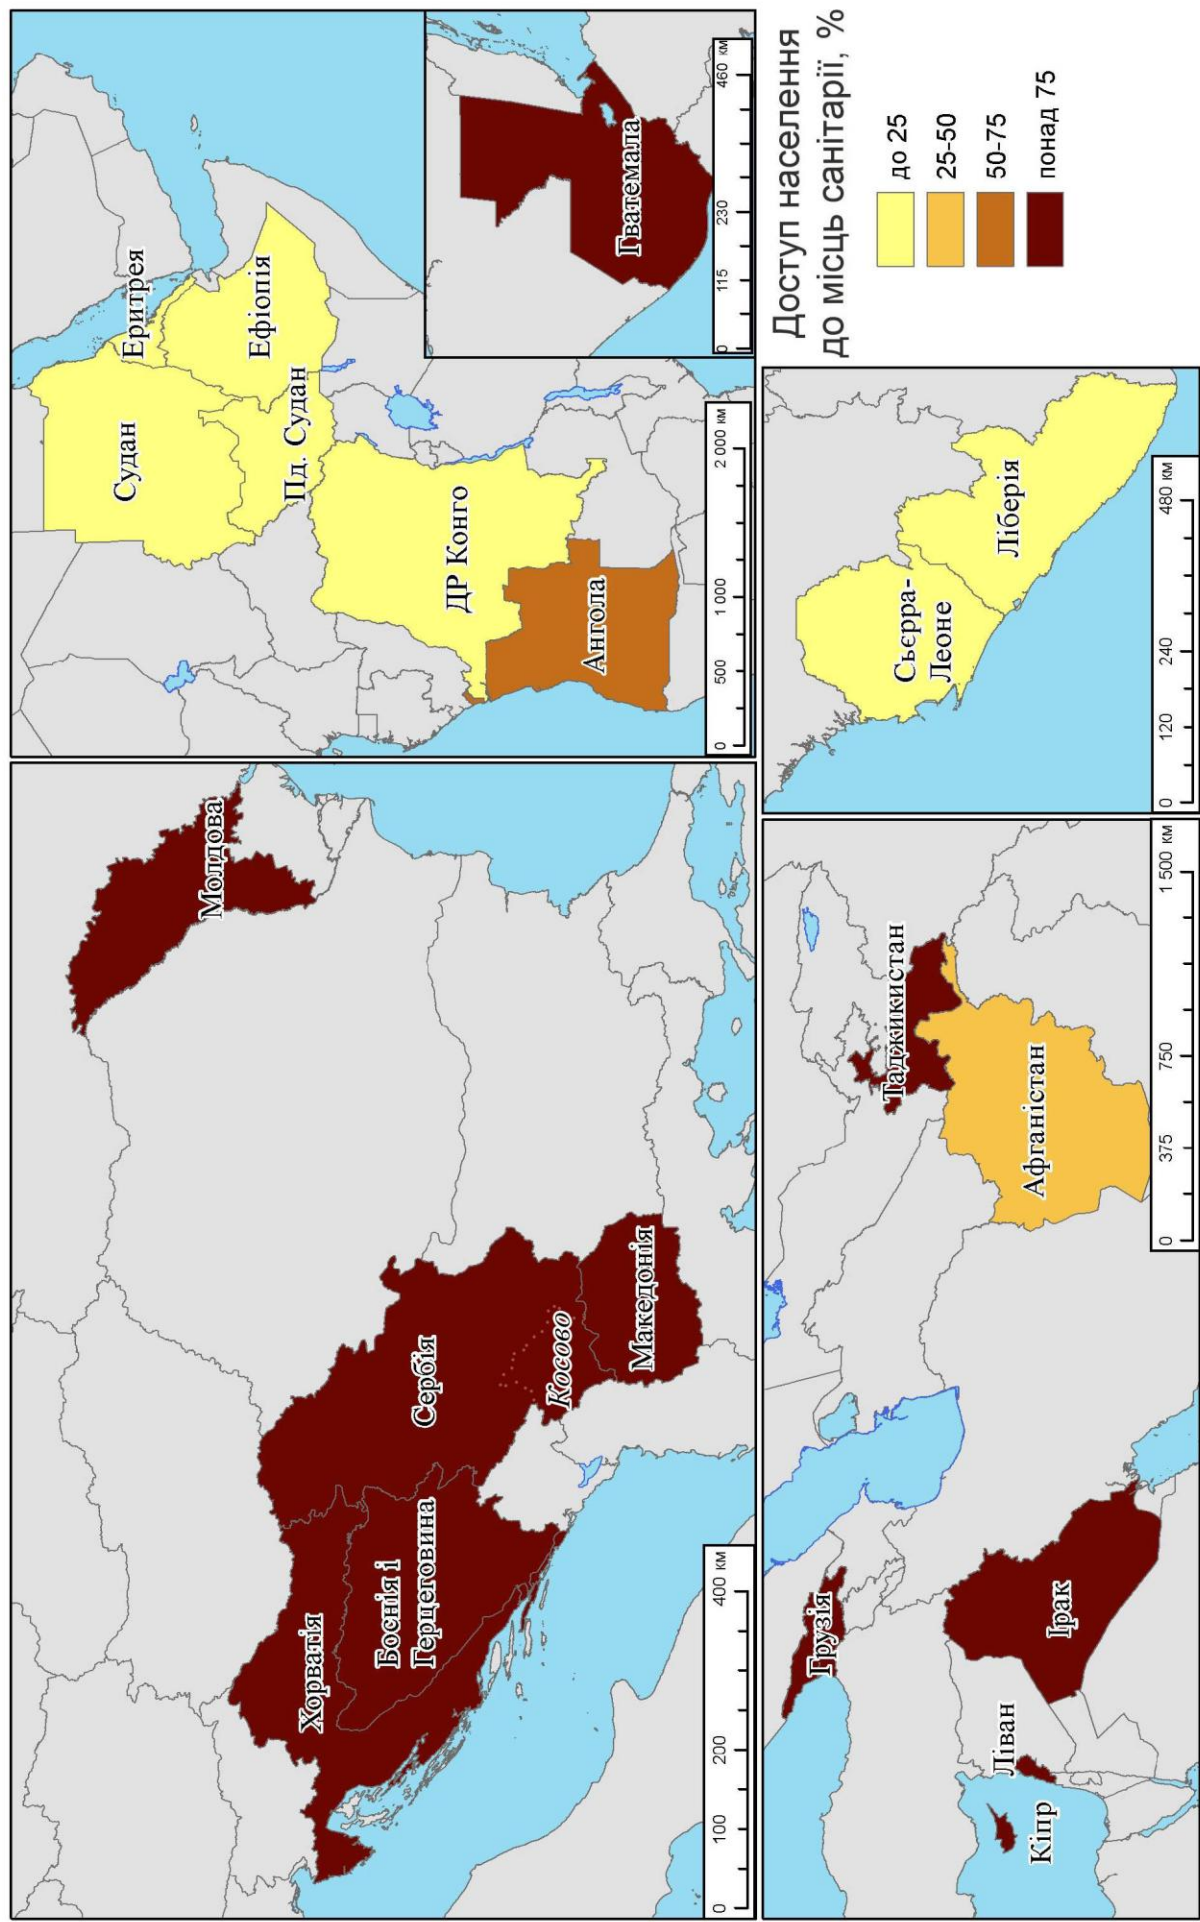 Молдова
Хорватія
Боснія і
Герцеговина
Сербія
Косово
Македонія
0 100 200 400 км
Судан
Еритрея
Ефіопія
Пд. Судан
ДР Конго
Ангола
0 500 1 000 2 000 км
Гватемала
0 115 230 460 км
Грузія
Ліван
Кіпр
Ірак
Таджикистан
Афганістан
0 375 750 1 500 км
Сьєрра-
Леоне
Ліберія
0 120 240 480 км
Доступ населення
до місць санітарії, %
до 25
25-50
50-75
понад 75